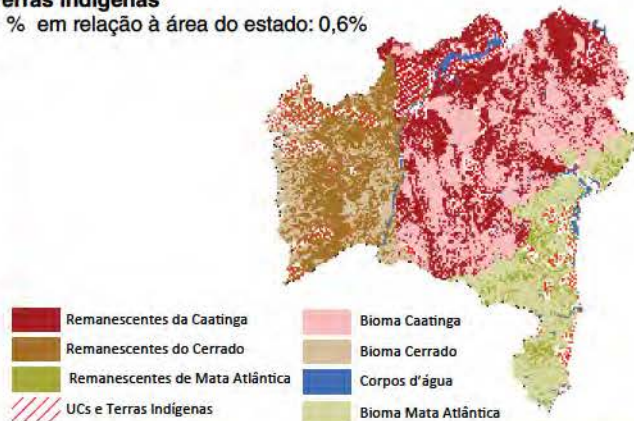 Terras Indígenas
% em relação à área do estado: 0,6%
Remanescentes da Caatinga
Remanescentes do Cerrado
Remanescentes de Mata Atlântica
UCs e Terras Indígenas
Bioma Caatinga
Bioma Cerrado
Corpos d'água
Bioma Mata Atlântica